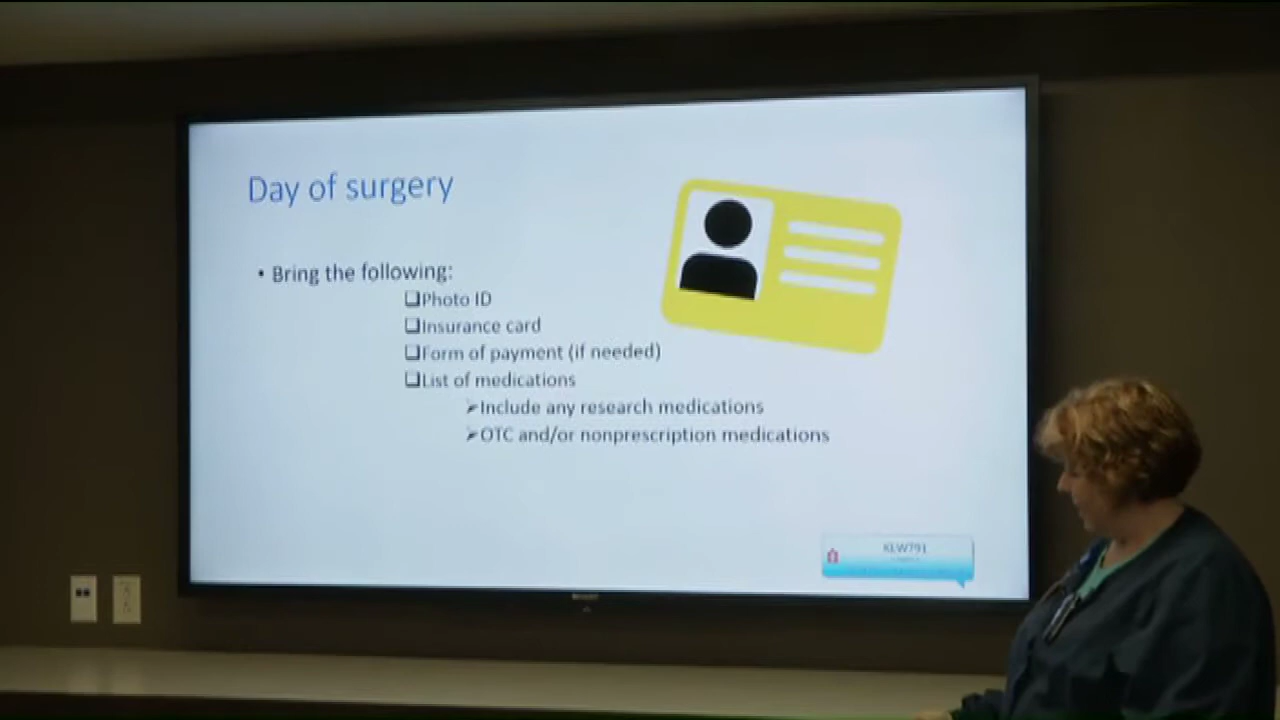 Day of surgery
• Bring the following:
❑Photo ID
❑Insurance card
❑Form of payment (if needed)
❑List of medications
➢Include any research medications
➢OTC and/or nonprescription medications
KLW791